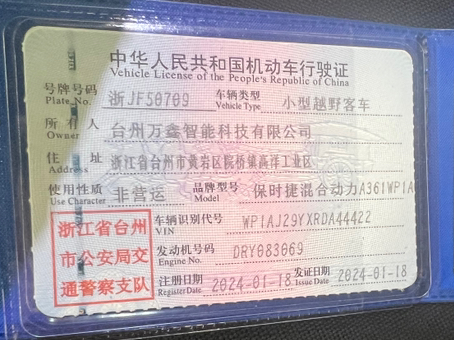 中华人民共和国机动车行驶证
Vehicle License of the People's Republic of China
号牌号码 浙JF50709 车辆类型 小型越野客车
Plate No. Vehicle Type
所有人 台州万鑫智能科技有限公司
Owner
住址 浙江省台州市黄岩区院桥镇高洋工业区
Address
使用性质 非营运 品牌型号 保时捷混合动力A361WP1A
Use Character Model
浙江省台州
市公安局交
通警察支队
车辆识别代号 WP1AJ29YXRDA44422
VIN
发动机号码 DRY083069
Engine No.
注册日期 2024-01-18 发证日期 2024-01-18
Register Date Issue Date